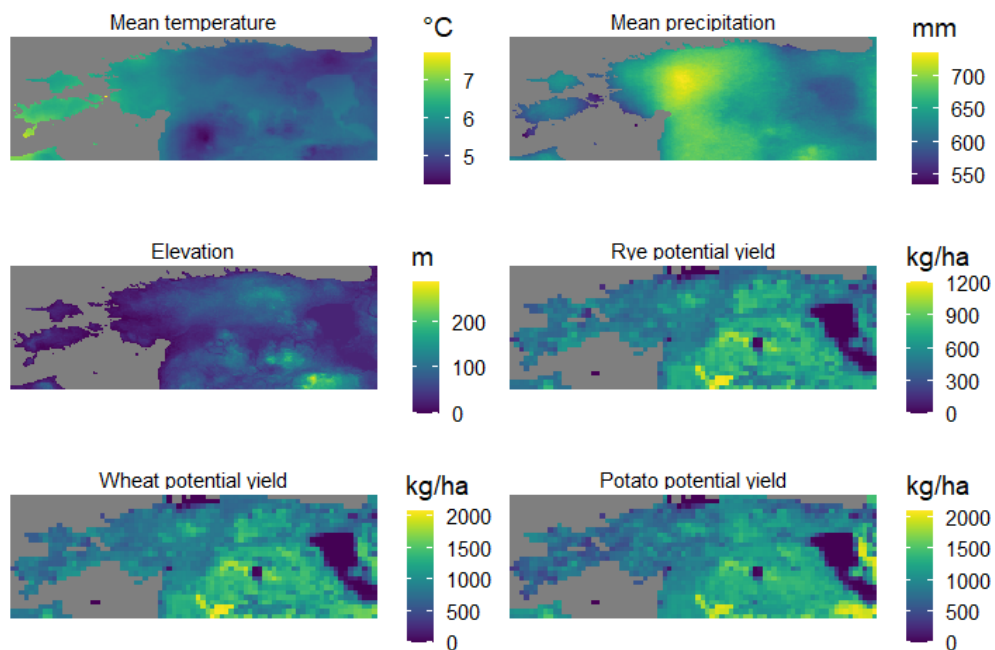 Mean temperature
°C
7
6
5
Mean precipitation
mm
700
650
600
550
Elevation
m
200
100
0
Rye potential yield
kg/ha
1200
900
600
300
0
Wheat potential yield
kg/ha
2000
1500
1000
500
0
Potato potential yield
kg/ha
2000
1500
1000
500
0